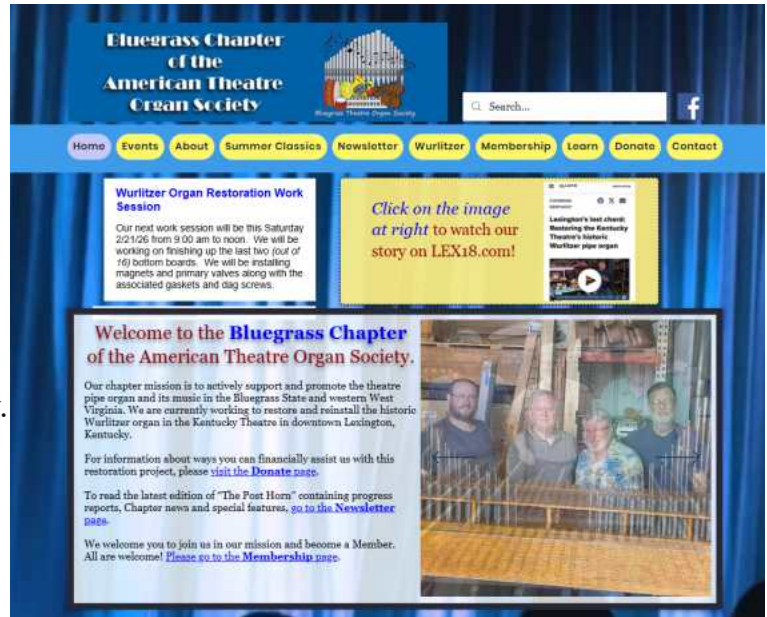 Bluegrass Chapter
of the
American Theatre
Organ Society
Bluegrass Theatre Organ Society
Search...
f
Home
Events
About
Summer Classics
Newsletter
Wurlitzer
Membership
Learn
Donate
Contact
Wurlitzer Organ Restoration Work
Session
Our next work session will be this Saturday
2/21/26 from 9:00 am to noon. We will be
working on finishing up the last two (out of
16) bottom boards. We will be installing
magnets and primary valves along with the
associated gaskets and dag screws.
Click on the image
at right to watch our
story on LEX18.com!
Lexington's lost chord:
Restoring the Kentucky
Theatre's historic
Wurlitzer pipe organ
Welcome to the Bluegrass Chapter
of the American Theatre Organ Society.
Our chapter mission is to actively support and promote the theatre
pipe organ and its music in the Bluegrass State and western West
Virginia. We are currently working to restore and reinstall the historic
Wurlitzer organ in the Kentucky Theatre in downtown Lexington,
Kentucky.
For information about ways you can financially assist us with this
restoration project, please visit the Donate page.
To read the latest edition of "The Post Horn" containing progress
reports, Chapter news and special features, go to the Newsletter
page.
We welcome you to join us in our mission and become a Member.
All are welcome! Please go to the Membership page.